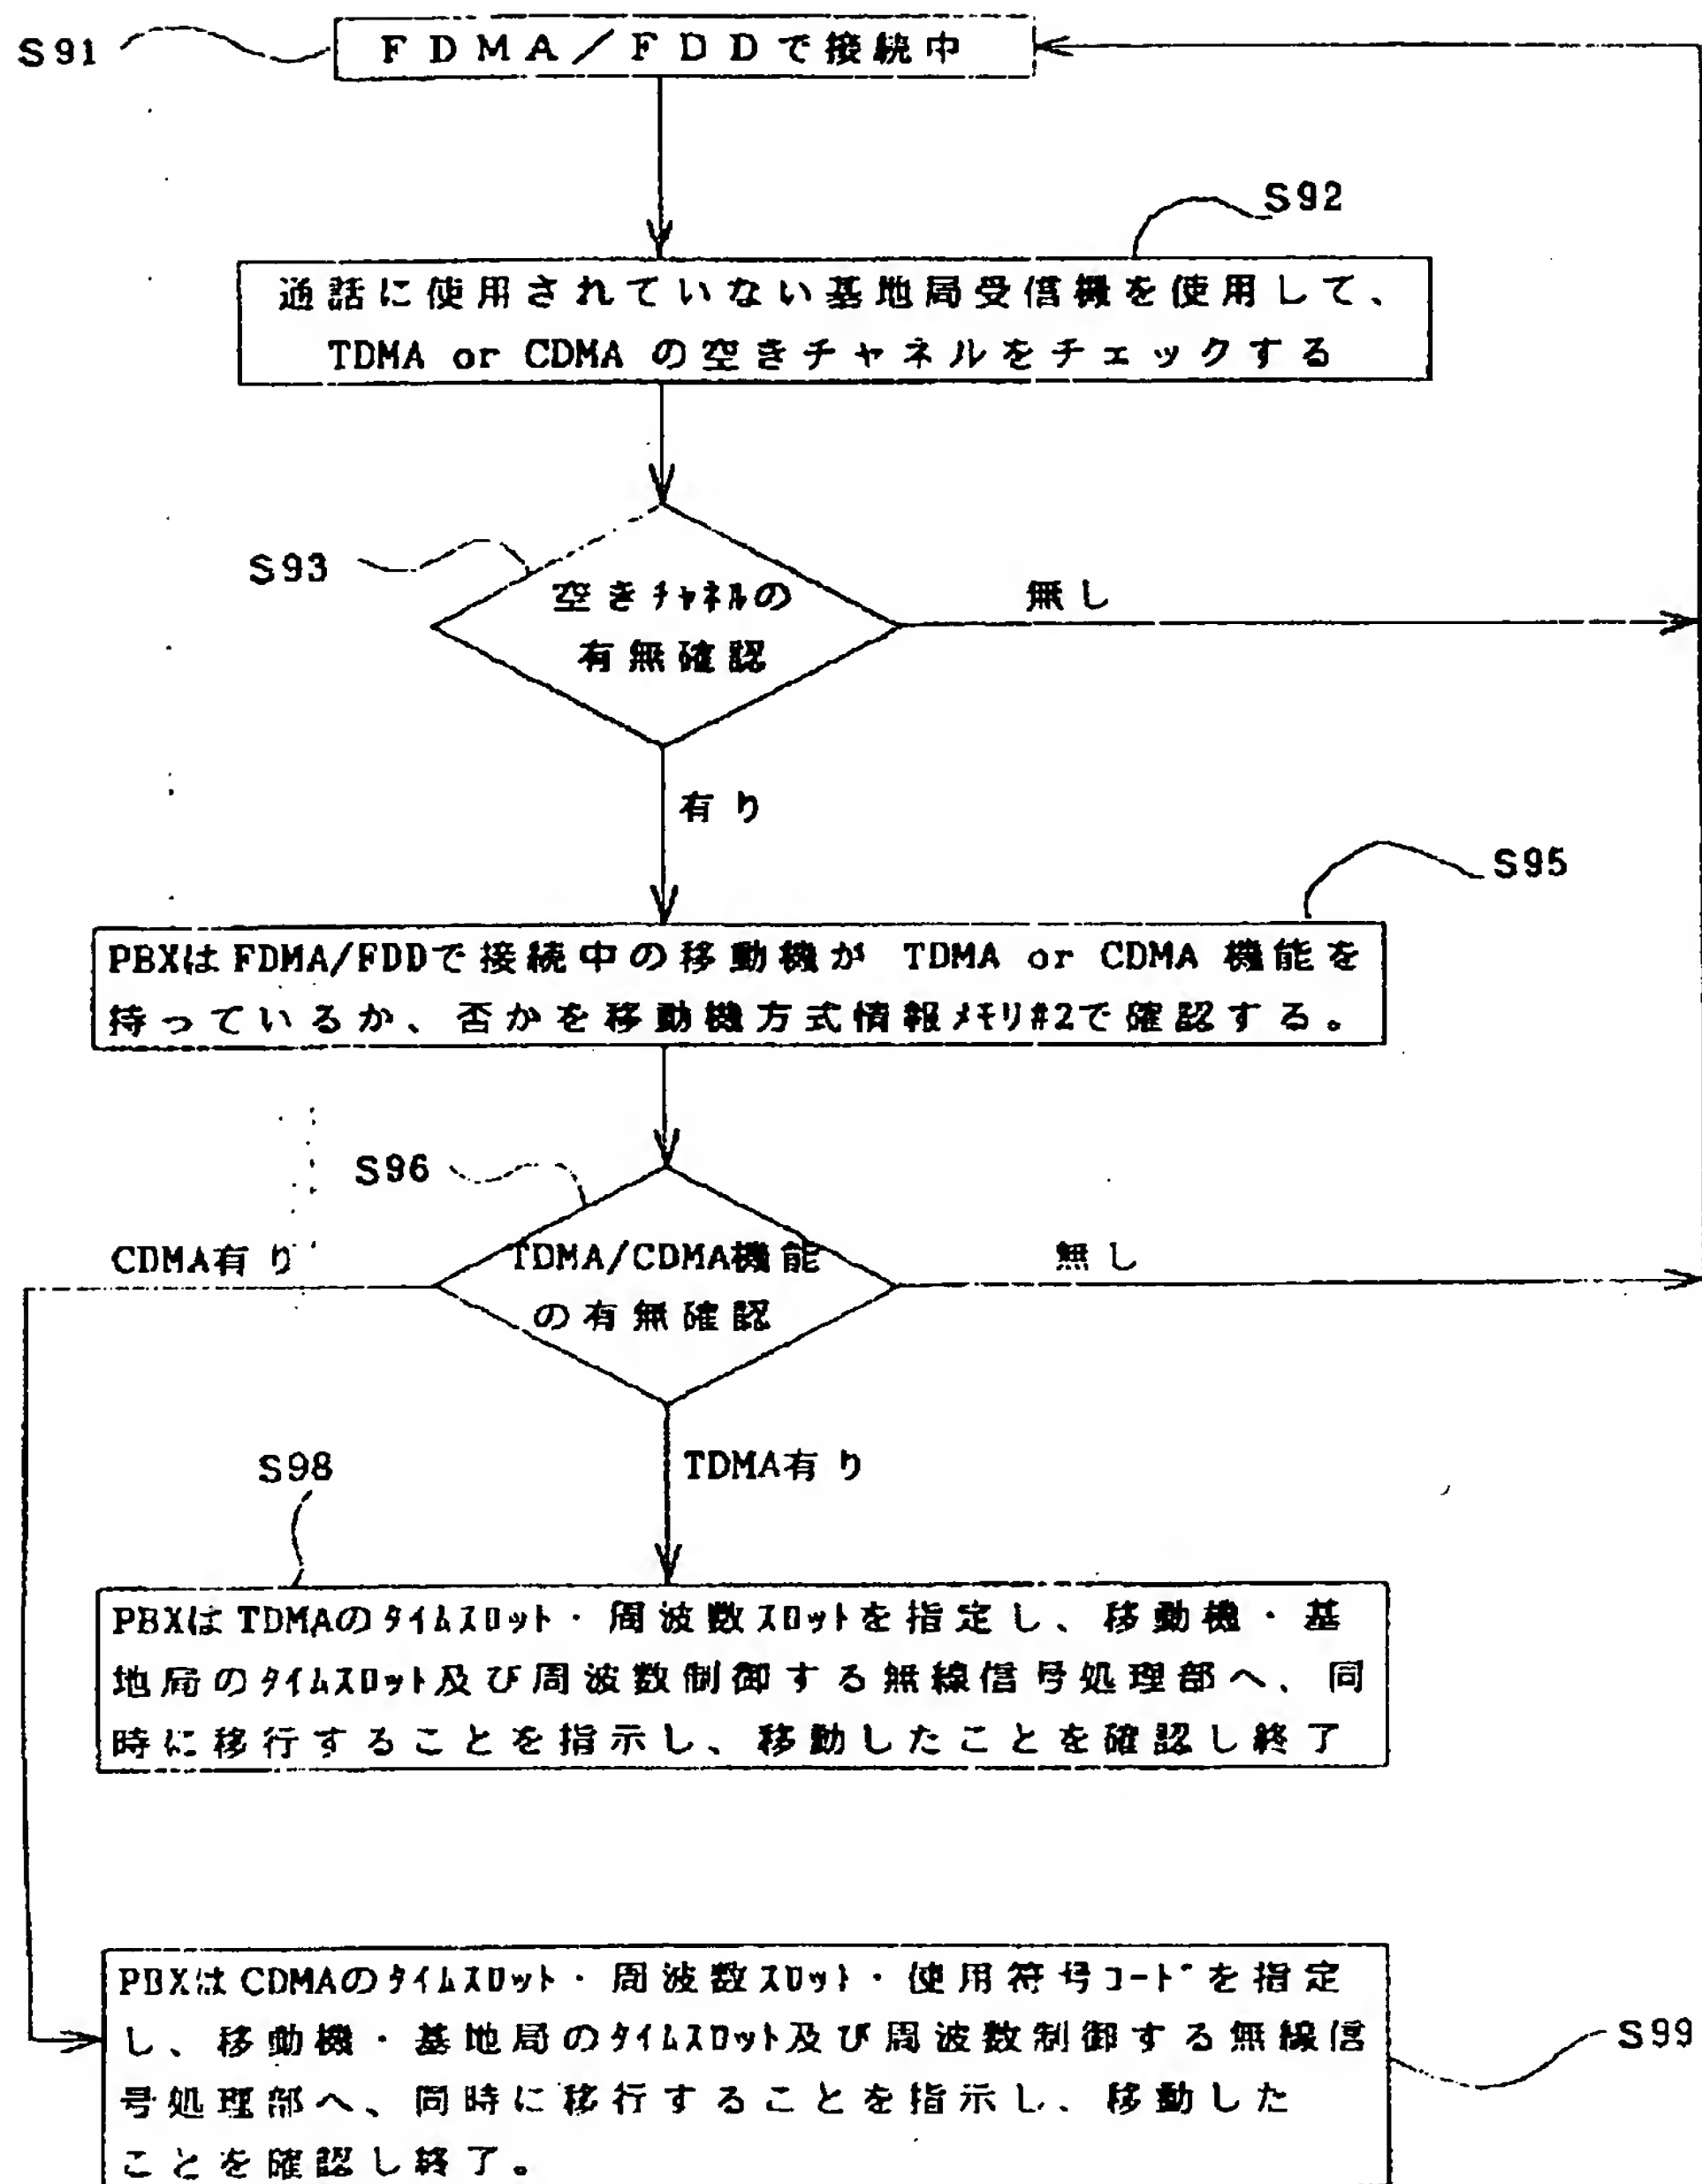 S91
FDMA/FDDで接続中
S92
通話に使用されていない基地局受信機を使用して、
TDMA or CDMA の空きチャネルをチェックする
S93
空きチャネルの
有無確認
無し
有り
S95
PBXはFDMA/FDDで接続中の移動機が TDMA or CDMA 機能を
持っているか、否かを移動機方式情報メモリ#2で確認する。
S96
CDMA有り
TDMA/CDMA機能
の有無確認
無し
TDMA有り
S98
PBXはTDMAのタイムスロット・周波数スロットを指定し、移動機・基
地局のタイムスロット及び周波数制御する無線信号処理部へ、同
時に移行することを指示し、移動したことを確認し終了
PBXはCDMAのタイムスロット・周波数スロット・使用符号コードを指定
し、移動機・基地局のタイムスロット及び周波数制御する無線信
号処理部へ、同時に移行することを指示し、移動した
ことを確認し終了。
S99